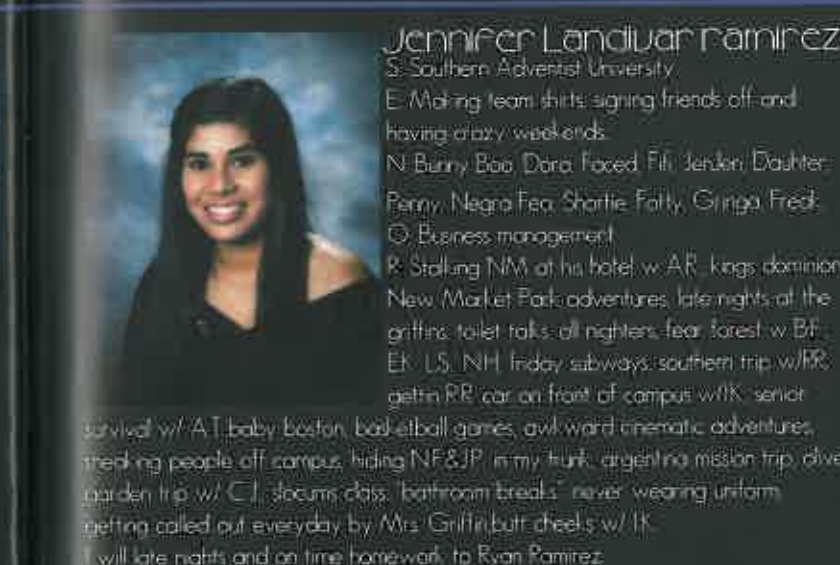 Jennifer Landivar ramirez
S: Southern Adventist University
E: Making team shirts, signing friends off and
having crazy weekends.
N: Bunny Boo, Dora, Faced, Fifi, JenJen, Dauhter,
Penny, Negra Fea, Shortie, Fatty, Gringa, Freak
O: Business management
R: Stalking NM at his hotel w AR, kings dominion
New Market Park adventures, late nights at the
griffins, toilet talks, all nighters, fear forest w BF
EK, LS, NH, friday subways, southern trip w/RR,
gettin RR car on front of campus w/IK, senior
survival w/ A.T,baby boston, basketball games, awkward cinematic adventures,
sneaking people off campus, hiding NF&JP in my trunk, argentina mission trip, olive
garden trip w/ CJ, slocums class, "bathroom breaks" never wearing uniform,
getting called out everyday by Mrs. Griffin,butt cheeks w/ IK
I will late nights and on time homework to Ryan Ramirez